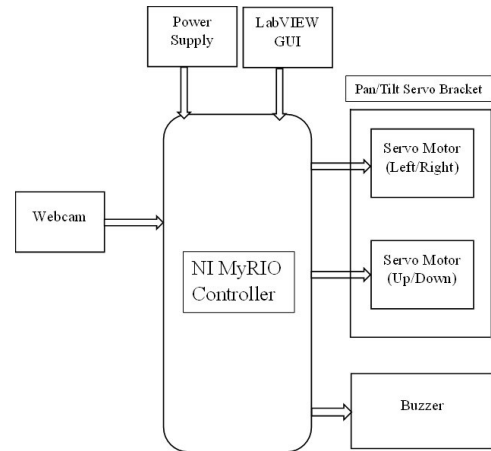 Power
Supply
LabVIEW
GUI
Pan/Tilt Servo Bracket
Servo Motor
(Left/Right)
Webcam
NI MyRIO
Controller
Servo Motor
(Up/Down)
Buzzer